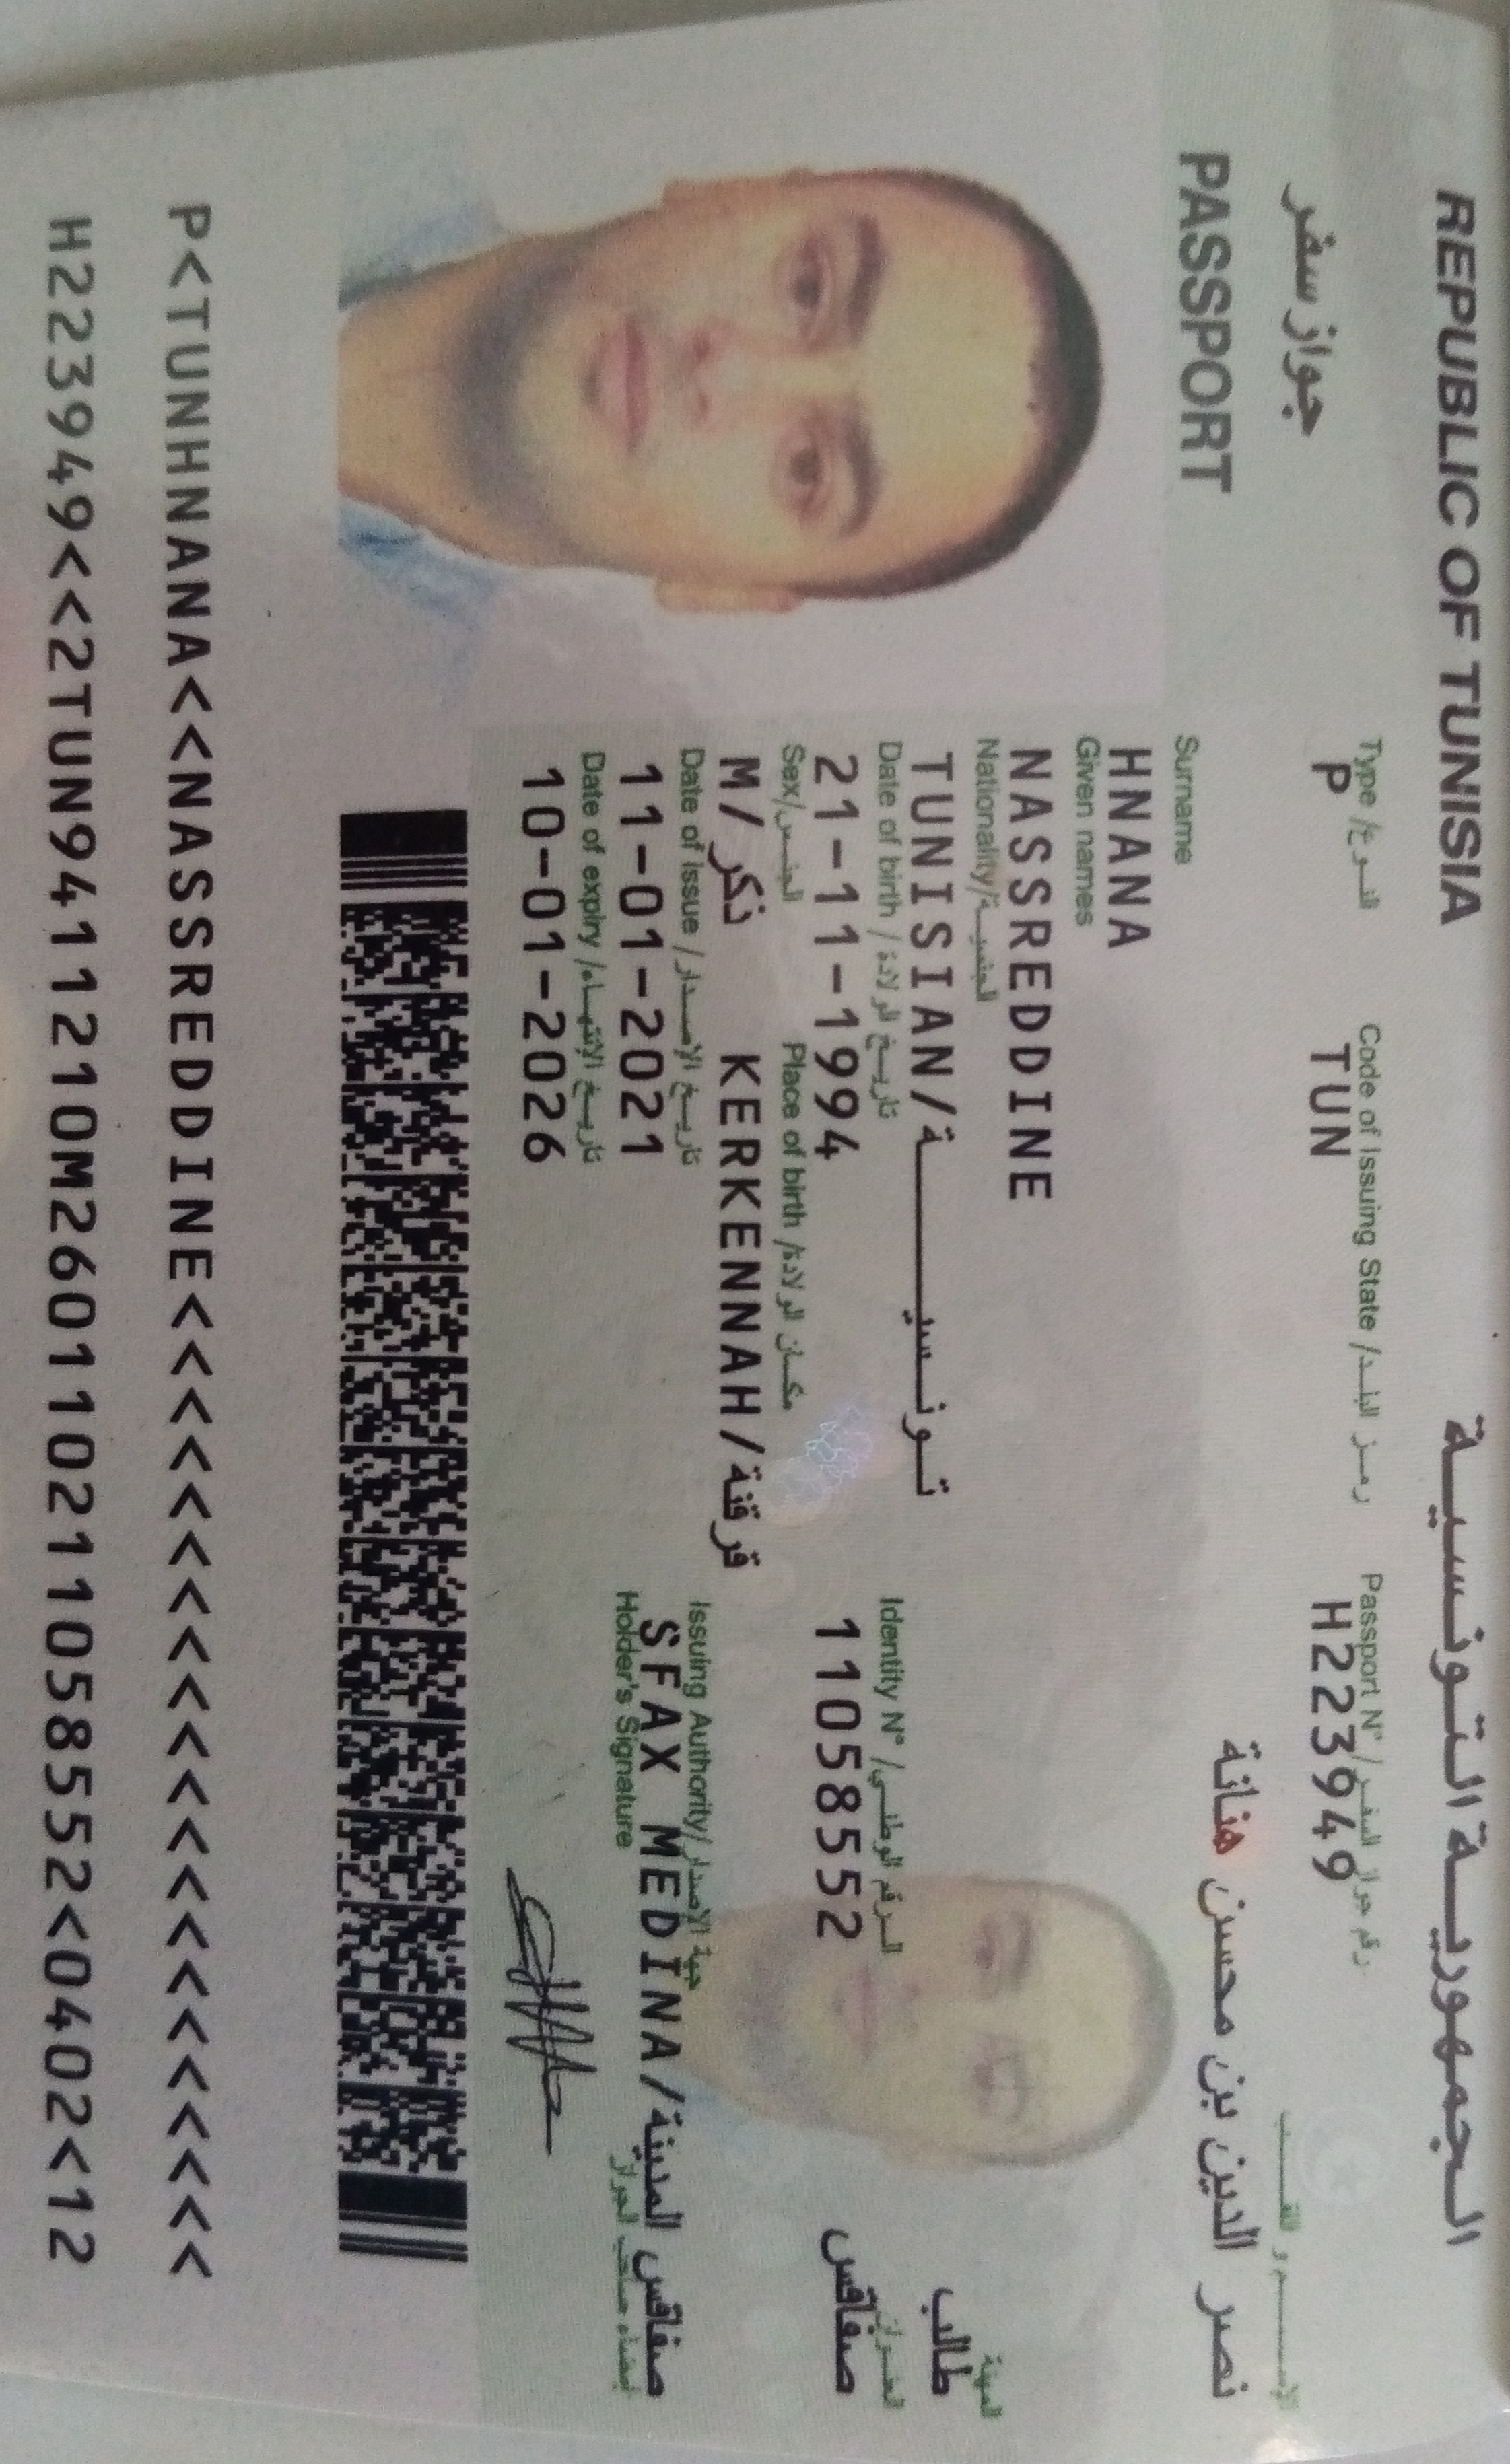 REPUBLIC OF TUNISIA الجمهورية التونسية
Type /النوع Code of Issuing State /رمز البلد Passport N° /رقم جواز السفر
P TUN H223949
جواز سفر
PASSPORT
الإسم و اللقب
نصر الدين بن محسن هنانة
Surname
HNANA
Given names
NASSREDDINE
Nationality/الجنسية
TUNISIAN/تونسية
المهنة
طالب
Date of birth /تاريخ الولادة Identity N° /الرقم الوطني العنوان
21-11-1994 11058552 صفاقس
Sex/الجنس Place of birth /مكان الولادة
M/ذكر KERKENNAH/قرقنة
Date of issue /تاريخ الإصدار Issuing Authority/جهة الإصدار
11-01-2021 SFAX MEDINA/صفاقس المدينة
Holder's Signature إمضاء صاحب الجواز
Date of expiry /تاريخ الإنتهاء
10-01-2026
P<TUNHNANA<<NASSREDDINE<<<<<<<<<<<<<<<<<<<<<
H223949<<2TUN9411210M260110211058552<0402<12